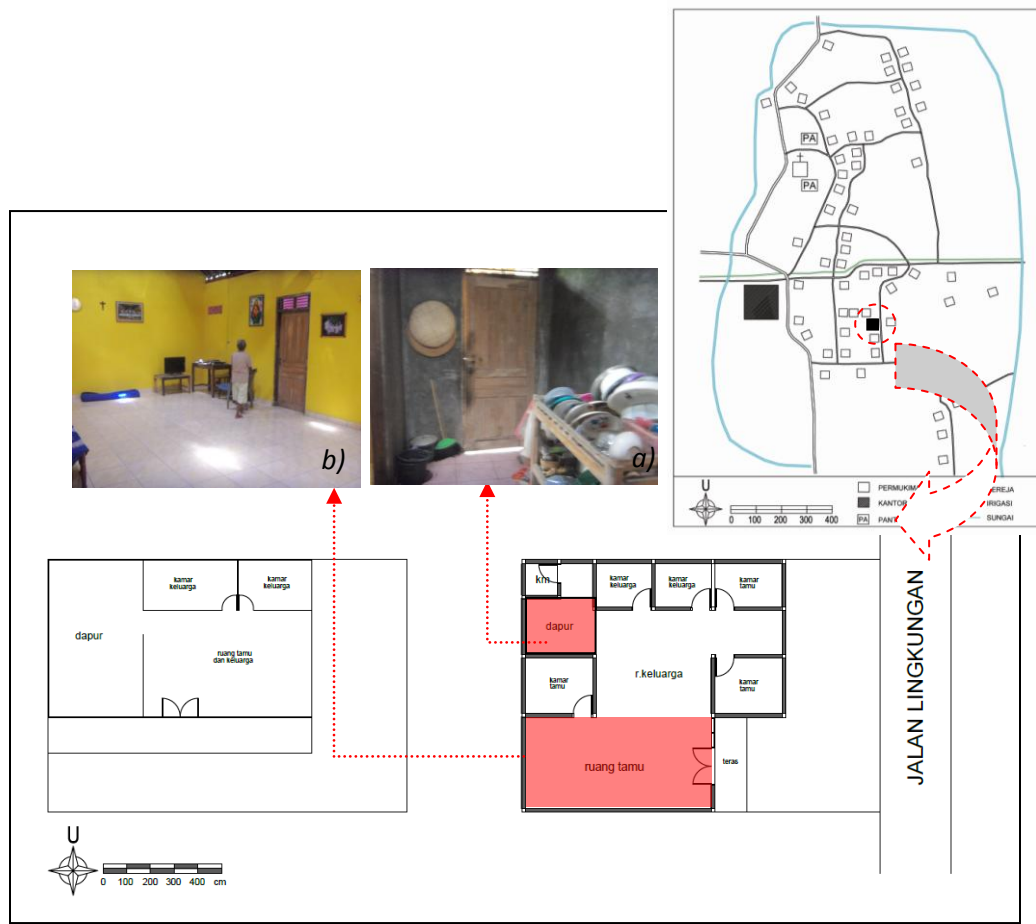 U
PA
PA
PERMUKIM
KANTOR
PA PANT
EREJA
IRIGASI
SUNGAI
0 100 200 300 400
b)
a)
kamar
keluarga
kamar
keluarga
dapur
ruang tamu
dan keluarga
km
kamar
keluarga
kamar
keluarga
kamar
tamu
dapur
kamar
tamu
r.keluarga
kamar
tamu
ruang tamu
teras
JALAN LINGKUNGAN
U
0 100 200 300 400 cm